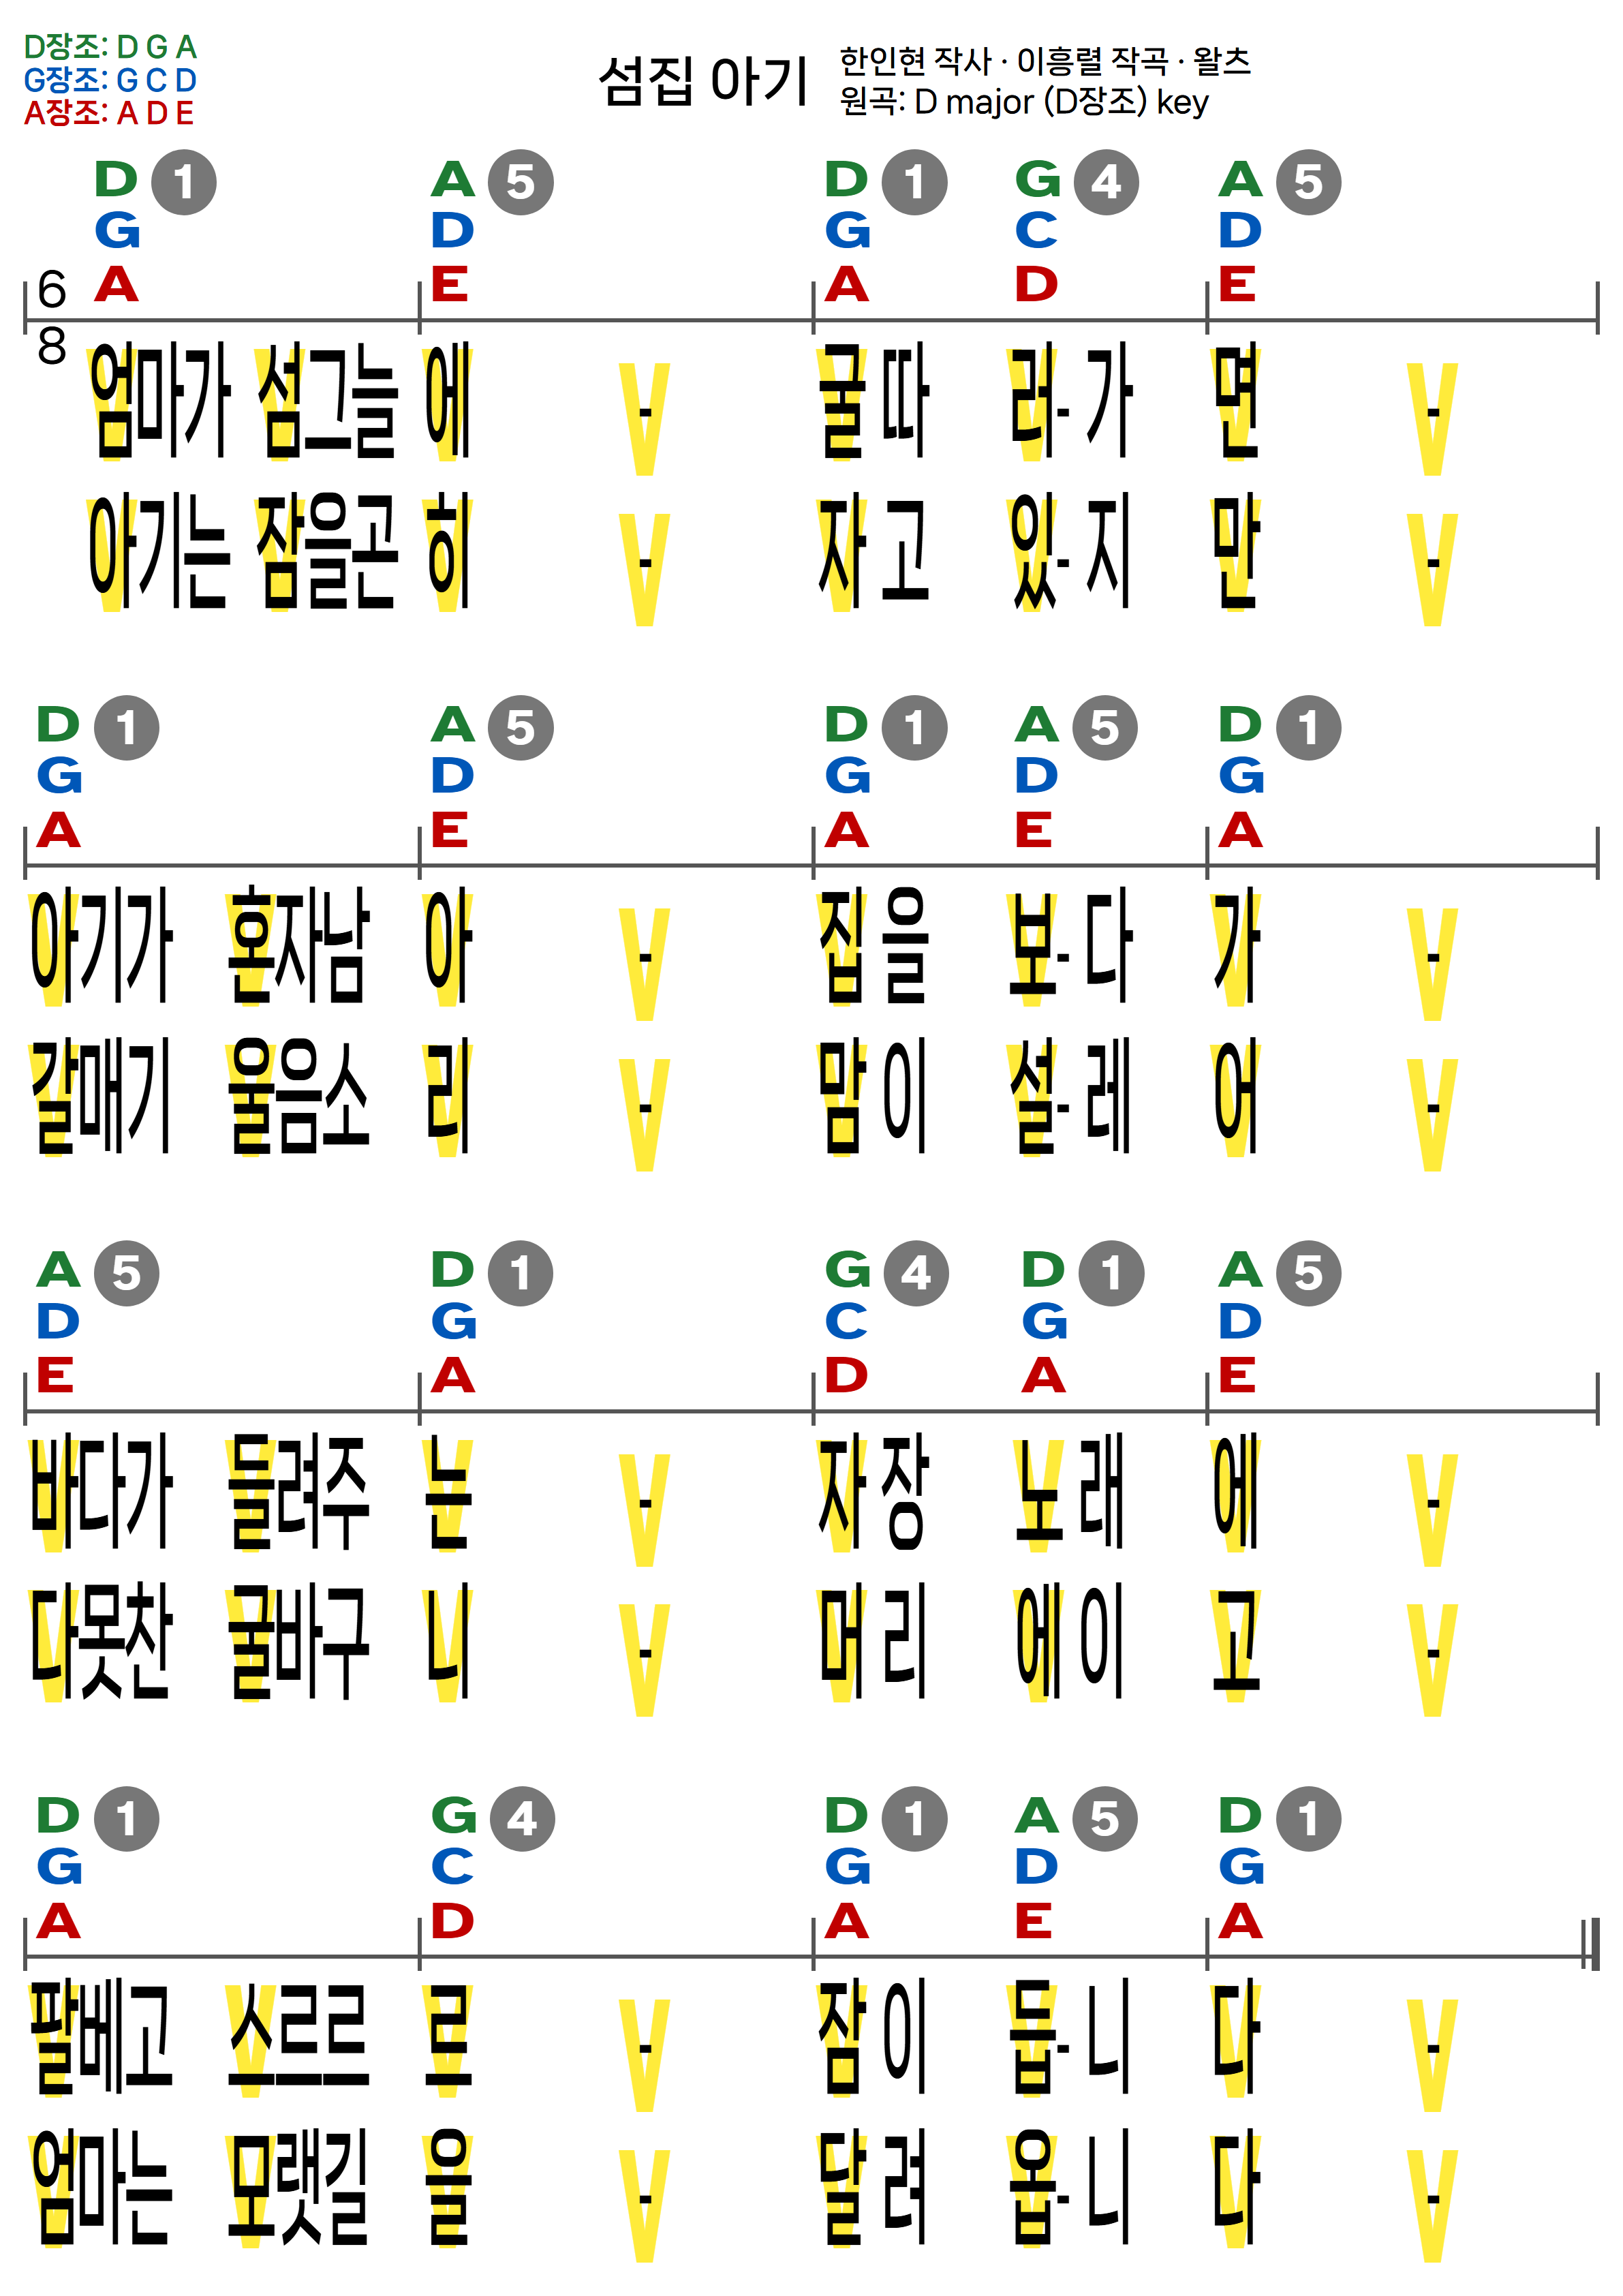 D장조: D G A
G장조: G C D
A장조: A D E
섬집 아기
한인현 작사 · 이흥렬 작곡 · 왈츠
원곡: D major (D장조) key
D 1 A 5 D 1 G 4 A 5
G D G C D
A E A D E
6
8
엄마가 섬그늘 에 - 굴 따 러- 가 면 -
아기는 잠을곤 히 - 자 고 있- 지 만 -
D 1 A 5 D 1 A 5 D 1
G D G D G
A E A E A
아기가 혼자남 아 - 집 을 보- 다 가 -
갈매기 울음소 리 - 맘 이 설- 레 어 -
A 5 D 1 G 4 D 1 A 5
D G C G D
E A D A E
바다가 들려주 는 - 자 장 노 래 에 -
다못찬 굴바구 니 - 머 리 에 이 고 -
D 1 G 4 D 1 A 5 D 1
G C G D G
A D A E A
팔베고 스르르 르 - 잠 이 듭- 니 다 -
엄마는 모랫길 을 - 달 려 옵- 니 다 -